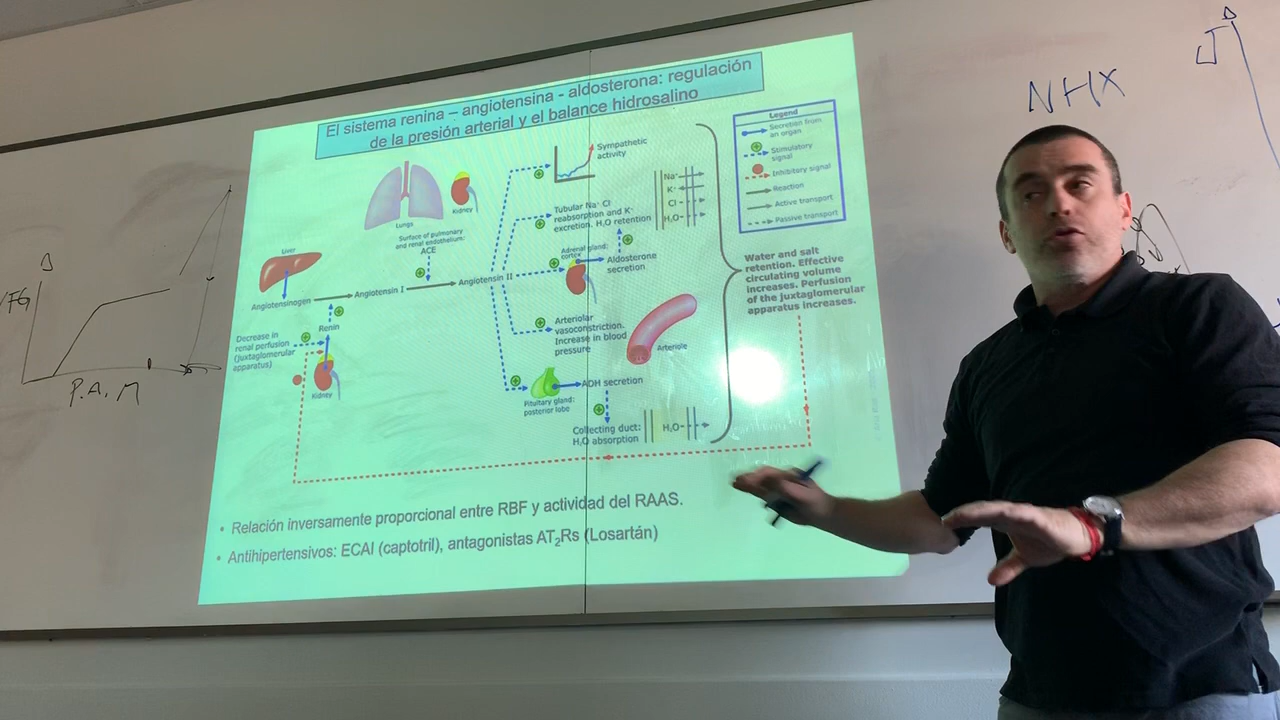 El sistema renina – angiotensina - aldosterona: regulación
de la presión arterial y el balance hidrosalino
Legend
Secretion from
an organ
Stimulatory
signal
Inhibitory signal
Reaction
Active transport
Passive transport
Lungs
Kidney
Surface of pulmonary
and renal endothelium:
ACE
Sympathetic
activity
Tubular Na⁺ Cl⁻
reabsorption and K⁺
excretion. H₂O retention
Na⁺
K⁺
Cl⁻
H₂O
Liver
Angiotensinogen
Angiotensin I
Angiotensin II
Adrenal gland:
cortex
Aldosterone
secretion
Decrease in
renal perfusion
(juxtaglomerular
apparatus)
Renin
Kidney
Arteriolar
vasoconstriction.
Increase in blood
pressure
Arteriole
Pituitary gland:
posterior lobe
ADH secretion
Collecting duct:
H₂O absorption
H₂O
Water and salt
retention. Effective
circulating volume
increases. Perfusion
of the juxtaglomerular
apparatus increases.
• Relación inversamente proporcional entre RBF y actividad del RAAS.
• Antihipertensivos: ECAI (captotril), antagonistas AT₂Rs (Losartán)
P.A.M
NHX